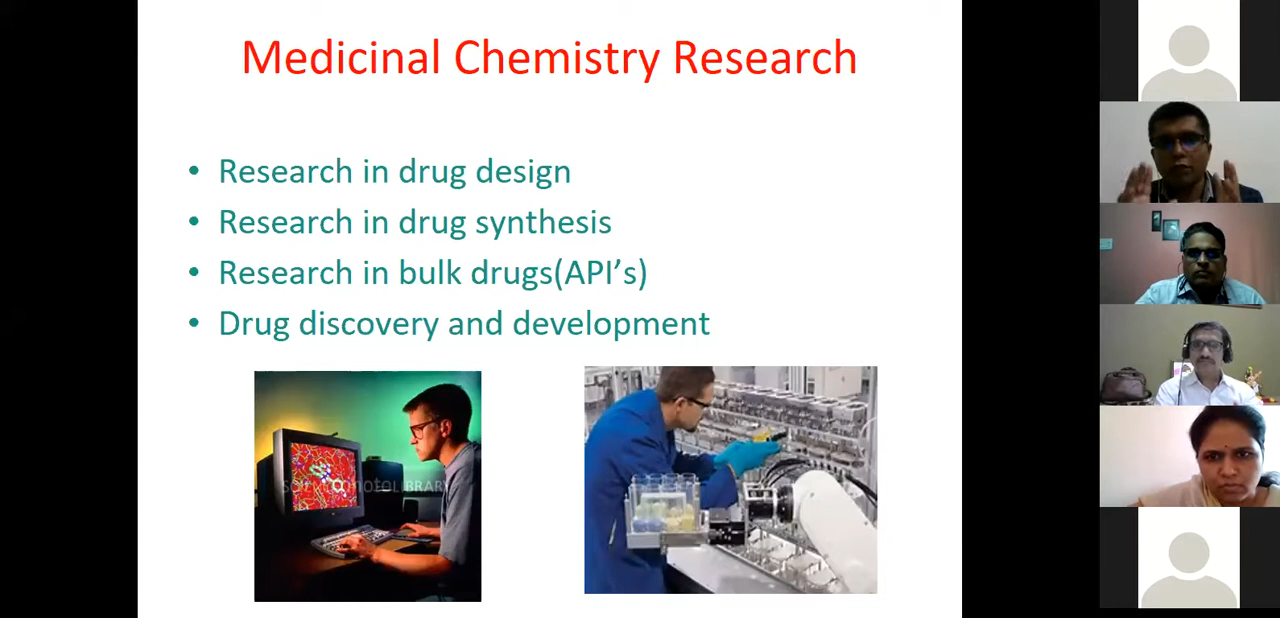 Medicinal Chemistry Research
• Research in drug design
• Research in drug synthesis
• Research in bulk drugs(API’s)
• Drug discovery and development